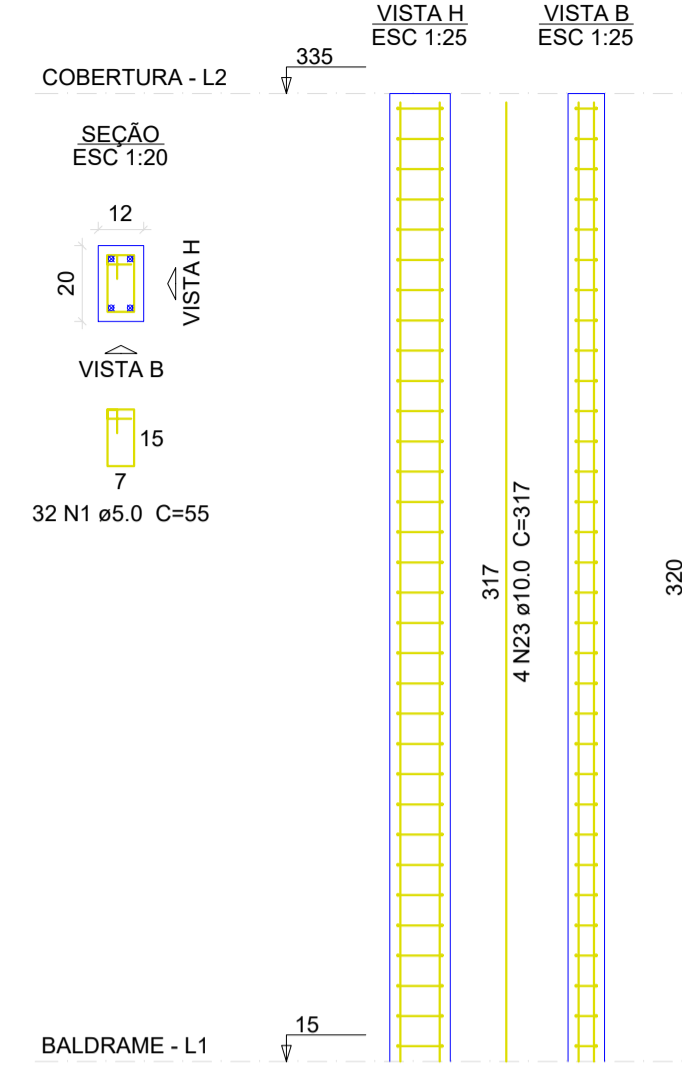 VISTA H
ESC 1:25
VISTA B
ESC 1:25
335
COBERTURA - L2
SEÇÃO
ESC 1:20
12
20
VISTA H
VISTA B
15
7
32 N1 ø5.0 C=55
317
4 N23 ø10.0 C=317
320
15
BALDRAME - L1